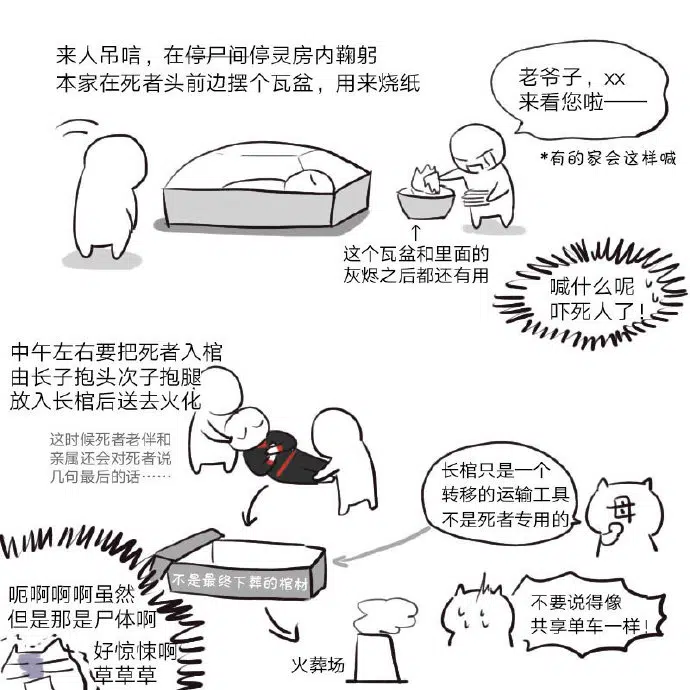 来人吊唁，在停尸间停灵房内鞠躬
本家在死者头前边摆个瓦盆，用来烧纸
老爷子，xx
来看您啦——
*有的家会这样喊
↑
这个瓦盆和里面的
灰烬之后都还有用
喊什么呢
吓死人了！
中午左右要把死者入棺
由长子抱头次子抱腿
放入长棺后送去火化
这时候死者老伴和
亲属还会对死者说
几句最后的话……
长棺只是一个
转移的运输工具
不是死者专用的
母
不是最终下葬的棺材
呃啊啊啊虽然
但是那是尸体啊
好惊悚啊
草草草
火葬场
不要说得像
共享单车一样！